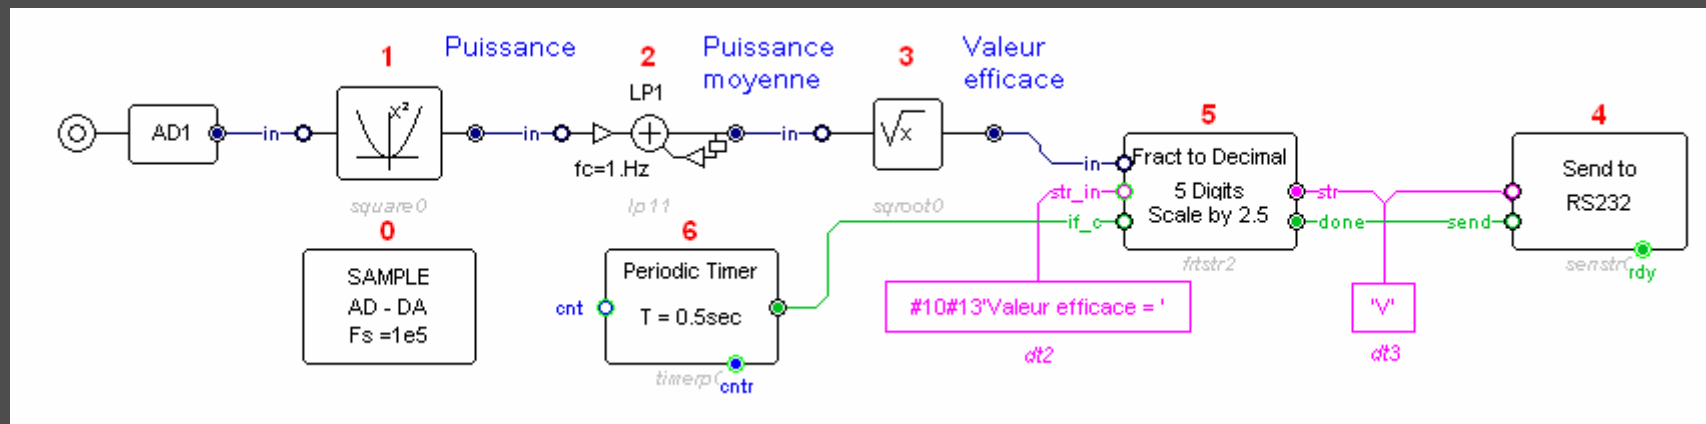 1
Puissance
2
Puissance
moyenne
3
Valeur
efficace
LP1
5
4
AD1
in
x²
in
fc=1.Hz
in
√x
in
str_in
if_c
Fract to Decimal
5 Digits
Scale by 2.5
str
done
send
Send to
RS232
square0
lp11
sqroot0
frtstr2
rdy
0
6
SAMPLE
AD - DA
Fs =1e5
Periodic Timer
T = 0.5sec
cnt
cntr
#10#13'Valeur efficace = '
dt2
'V'
dt3